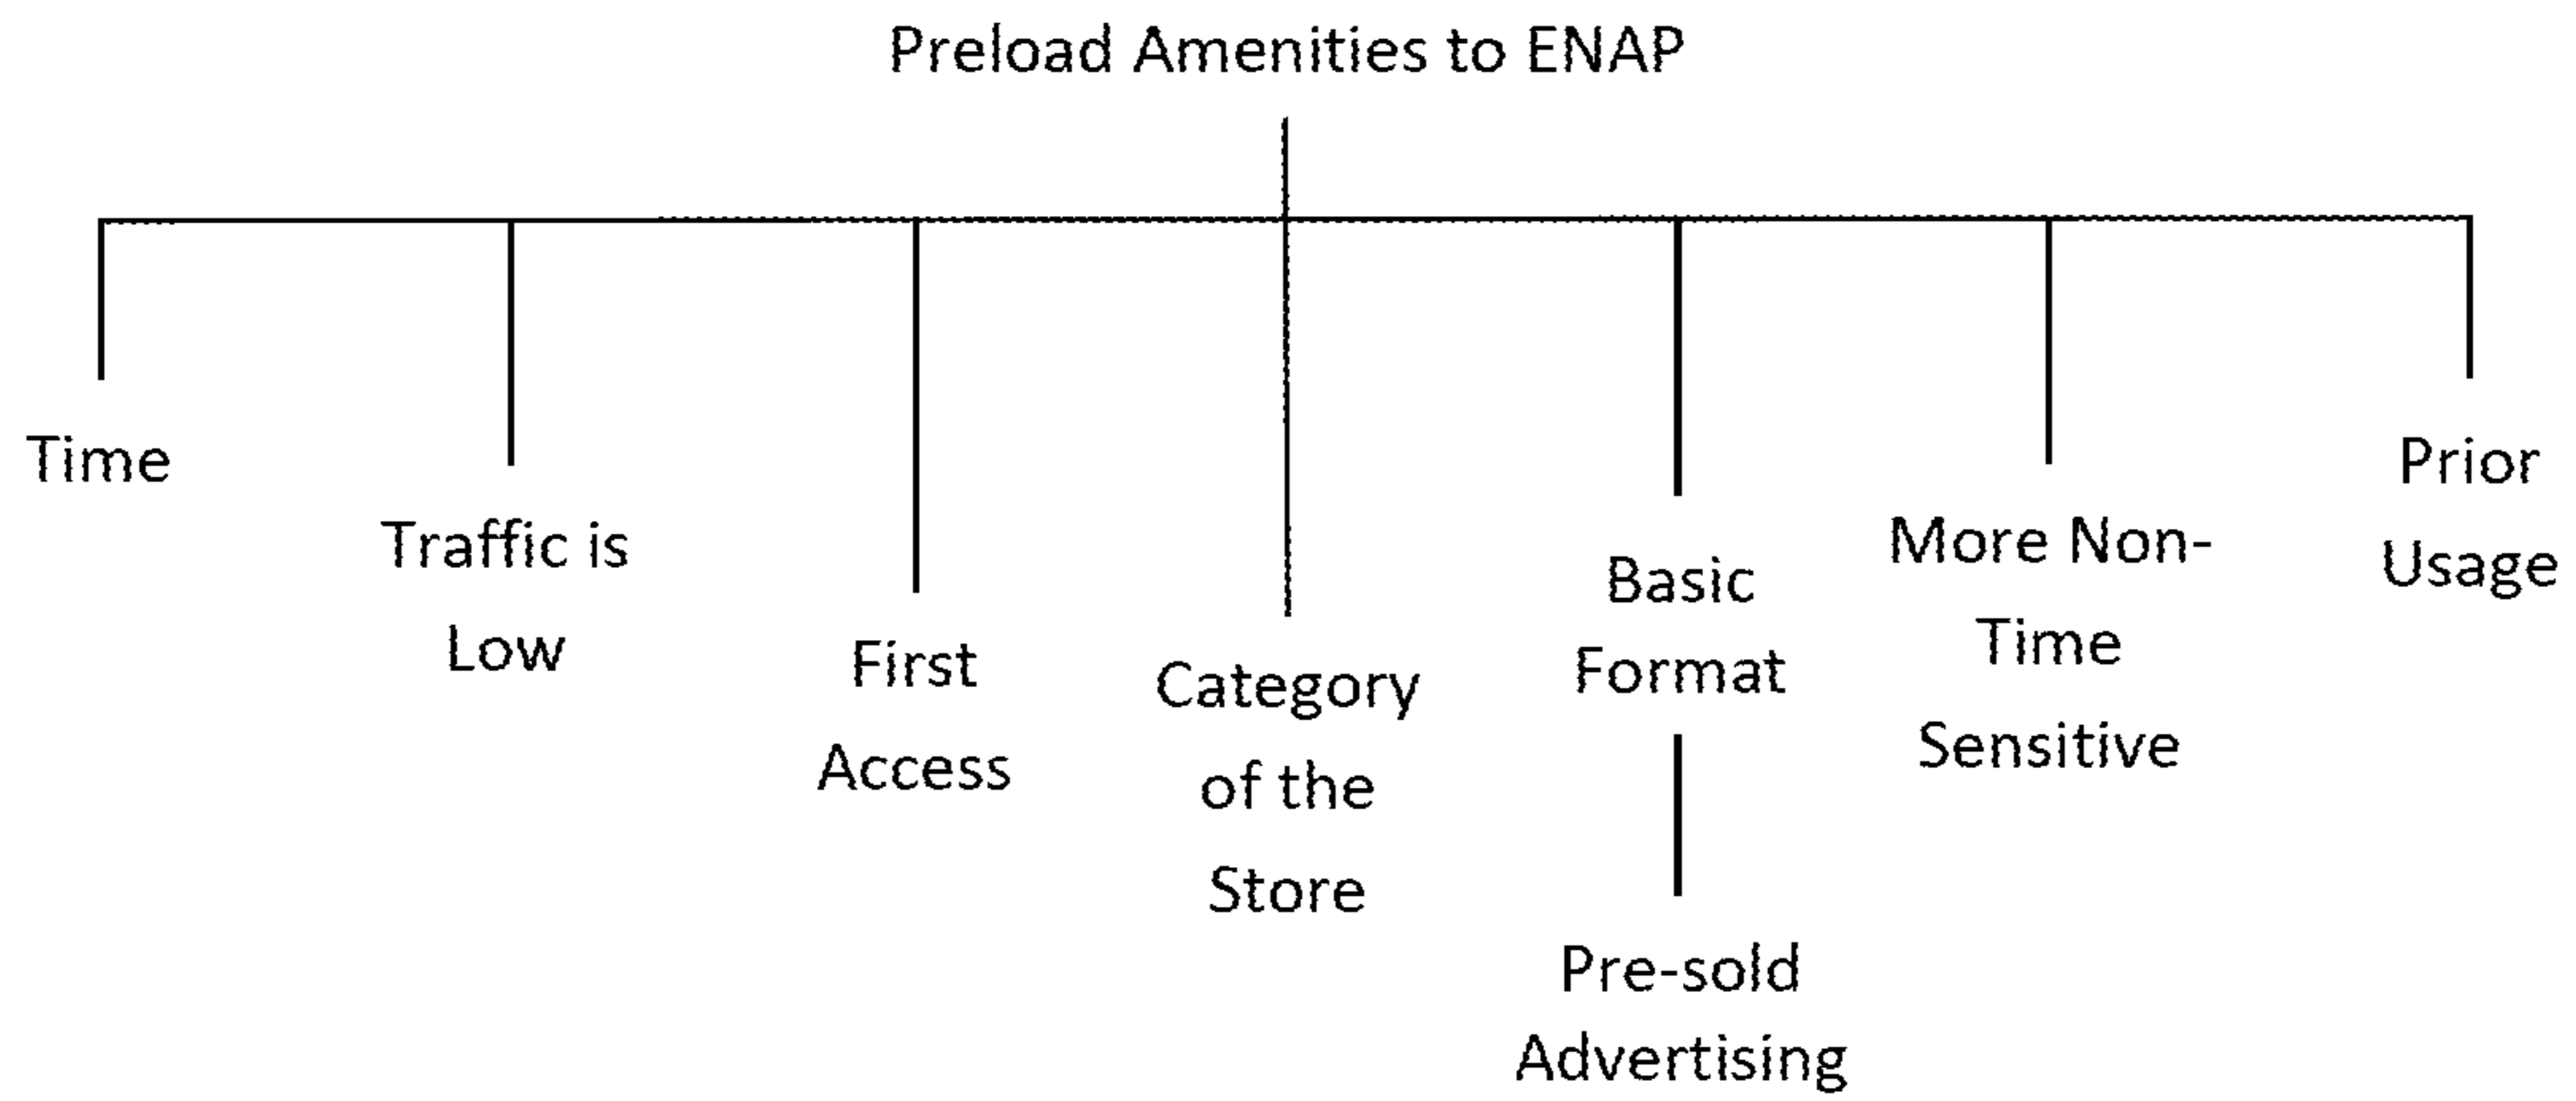 Preload Amenities to ENAP
Time
Traffic is
Low
First
Access
Category
of the
Store
Basic
Format
Pre-sold
Advertising
More Non-
Time
Sensitive
Prior
Usage